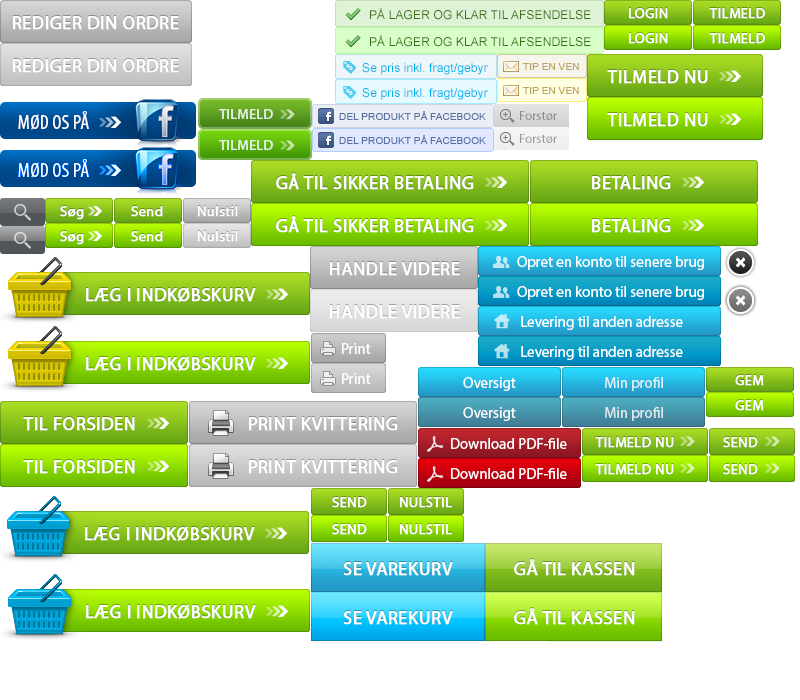 REDIGER DIN ORDRE
REDIGER DIN ORDRE
PÅ LAGER OG KLAR TIL AFSENDELSE
PÅ LAGER OG KLAR TIL AFSENDELSE
LOGIN
TILMELD
LOGIN
TILMELD
Se pris inkl. fragt/gebyr
TIP EN VEN
Se pris inkl. fragt/gebyr
TIP EN VEN
TILMELD NU
TILMELD NU
MØD OS PÅ
MØD OS PÅ
TILMELD
TILMELD
DEL PRODUKT PÅ FACEBOOK
Forstør
DEL PRODUKT PÅ FACEBOOK
Forstør
GÅ TIL SIKKER BETALING
BETALING
GÅ TIL SIKKER BETALING
BETALING
Søg
Send
Nulstil
Søg
Send
Nulstil
LÆG I INDKØBSKURV
LÆG I INDKØBSKURV
HANDLE VIDERE
HANDLE VIDERE
Opret en konto til senere brug
Opret en konto til senere brug
Levering til anden adresse
Levering til anden adresse
Print
Print
Oversigt
Min profil
GEM
Oversigt
Min profil
GEM
TIL FORSIDEN
PRINT KVITTERING
TIL FORSIDEN
PRINT KVITTERING
Download PDF-file
TILMELD NU
SEND
Download PDF-file
TILMELD NU
SEND
LÆG I INDKØBSKURV
LÆG I INDKØBSKURV
SEND
NULSTIL
SEND
NULSTIL
SE VAREKURV
GÅ TIL KASSEN
SE VAREKURV
GÅ TIL KASSEN